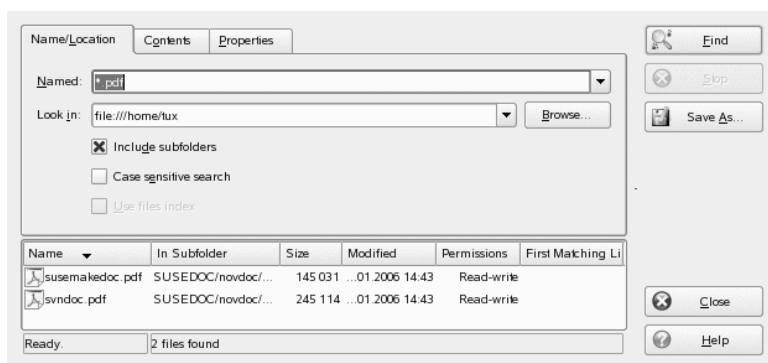 Name/Location Contents Properties
Find
Named: *.pdf
Stop
Look in: file:///home/tux Browse...
Save As...
Include subfolders
Case sensitive search
Use files index
Name In Subfolder Size Modified Permissions First Matching Li
susemakedoc.pdf SUSEDOC/novdoc/... 145 031 ...01.2006 14:43 Read-write
svndoc.pdf SUSEDOC/novdoc/... 245 114 ...01.2006 14:43 Read-write
Close
Ready. 2 files found
Help